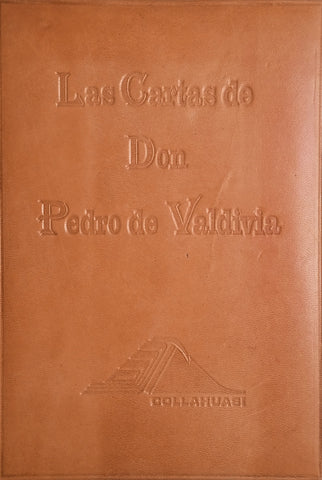 Las Cartas de
Don
Pedro de Valdivia
COLLAHUASI